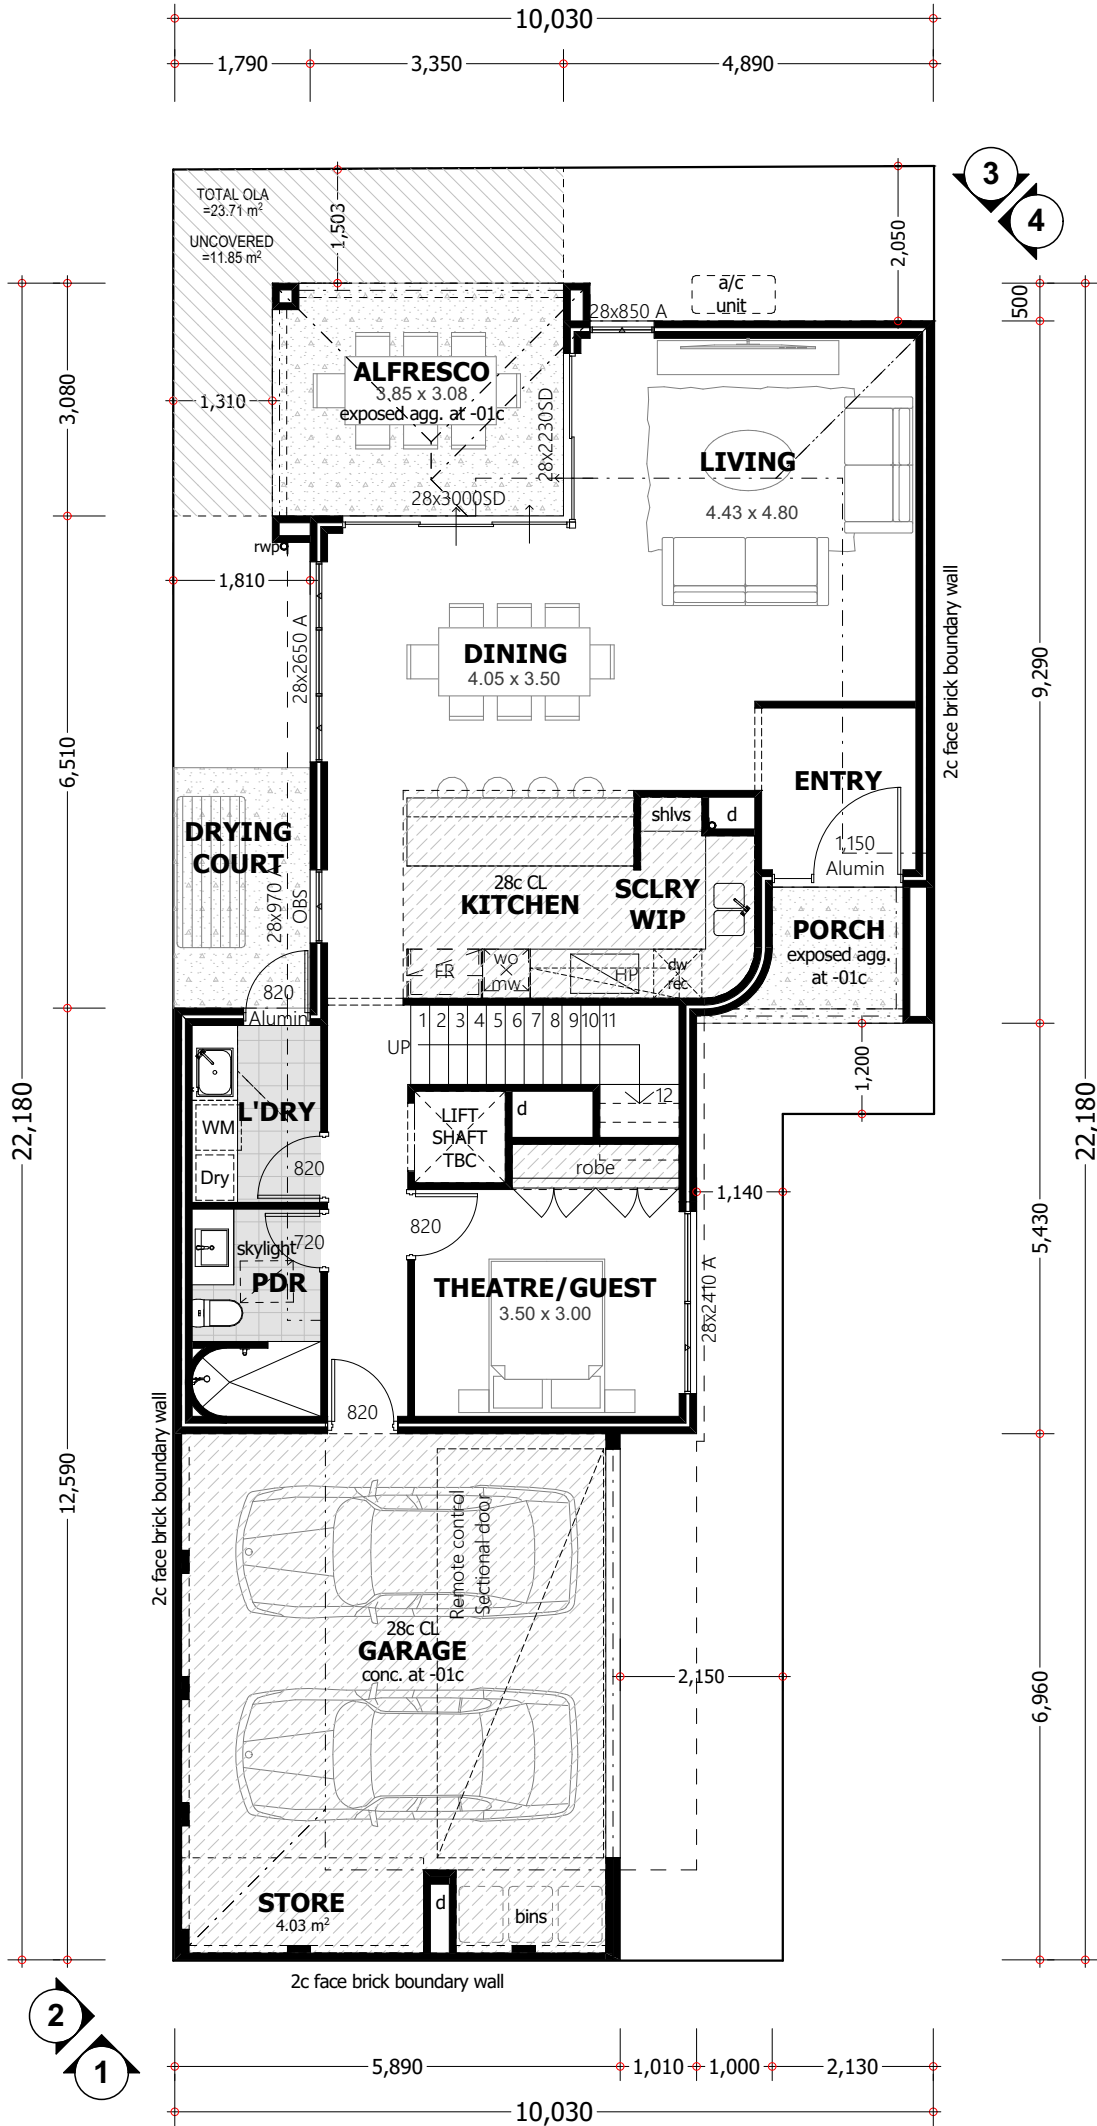 10,030
1,790
3,350
4,890
3
4
TOTAL OLA
=23.71 m²
UNCOVERED
=11.85 m²
1,503
2,050
a/c
unit
28x850 A
500
3,080
1,310
ALFRESCO
3.85 x 3.08
exposed agg. at -01c
28x2230SD
28x3000SD
LIVING
4.43 x 4.80
rwp
1,810
28x2650 A
DINING
4.05 x 3.50
2c face brick boundary wall
9,290
6,510
ENTRY
1,150
Alumin
shlvs
d
DRYING
COURT
28x970 A
OBS
28c CL
KITCHEN
SCLRY
WIP
PORCH
exposed agg.
at -01c
FR
wo
mw
HP
dw
rec
820
Alumin
1 2 3 4 5 6 7 8 9 10 11
UP
12
1,200
22,180
22,180
L'DRY
WM
Dry
820
LIFT
SHAFT
TBC
d
robe
1,140
820
720
skylight
PDR
THEATRE/GUEST
3.50 x 3.00
28x2410 A
5,430
820
2c face brick boundary wall
12,590
Remote control
Sectional door
28c CL
GARAGE
conc. at -01c
2,150
6,960
STORE
4.03 m²
d
bins
2c face brick boundary wall
2
1
5,890
1,010
1,000
2,130
10,030